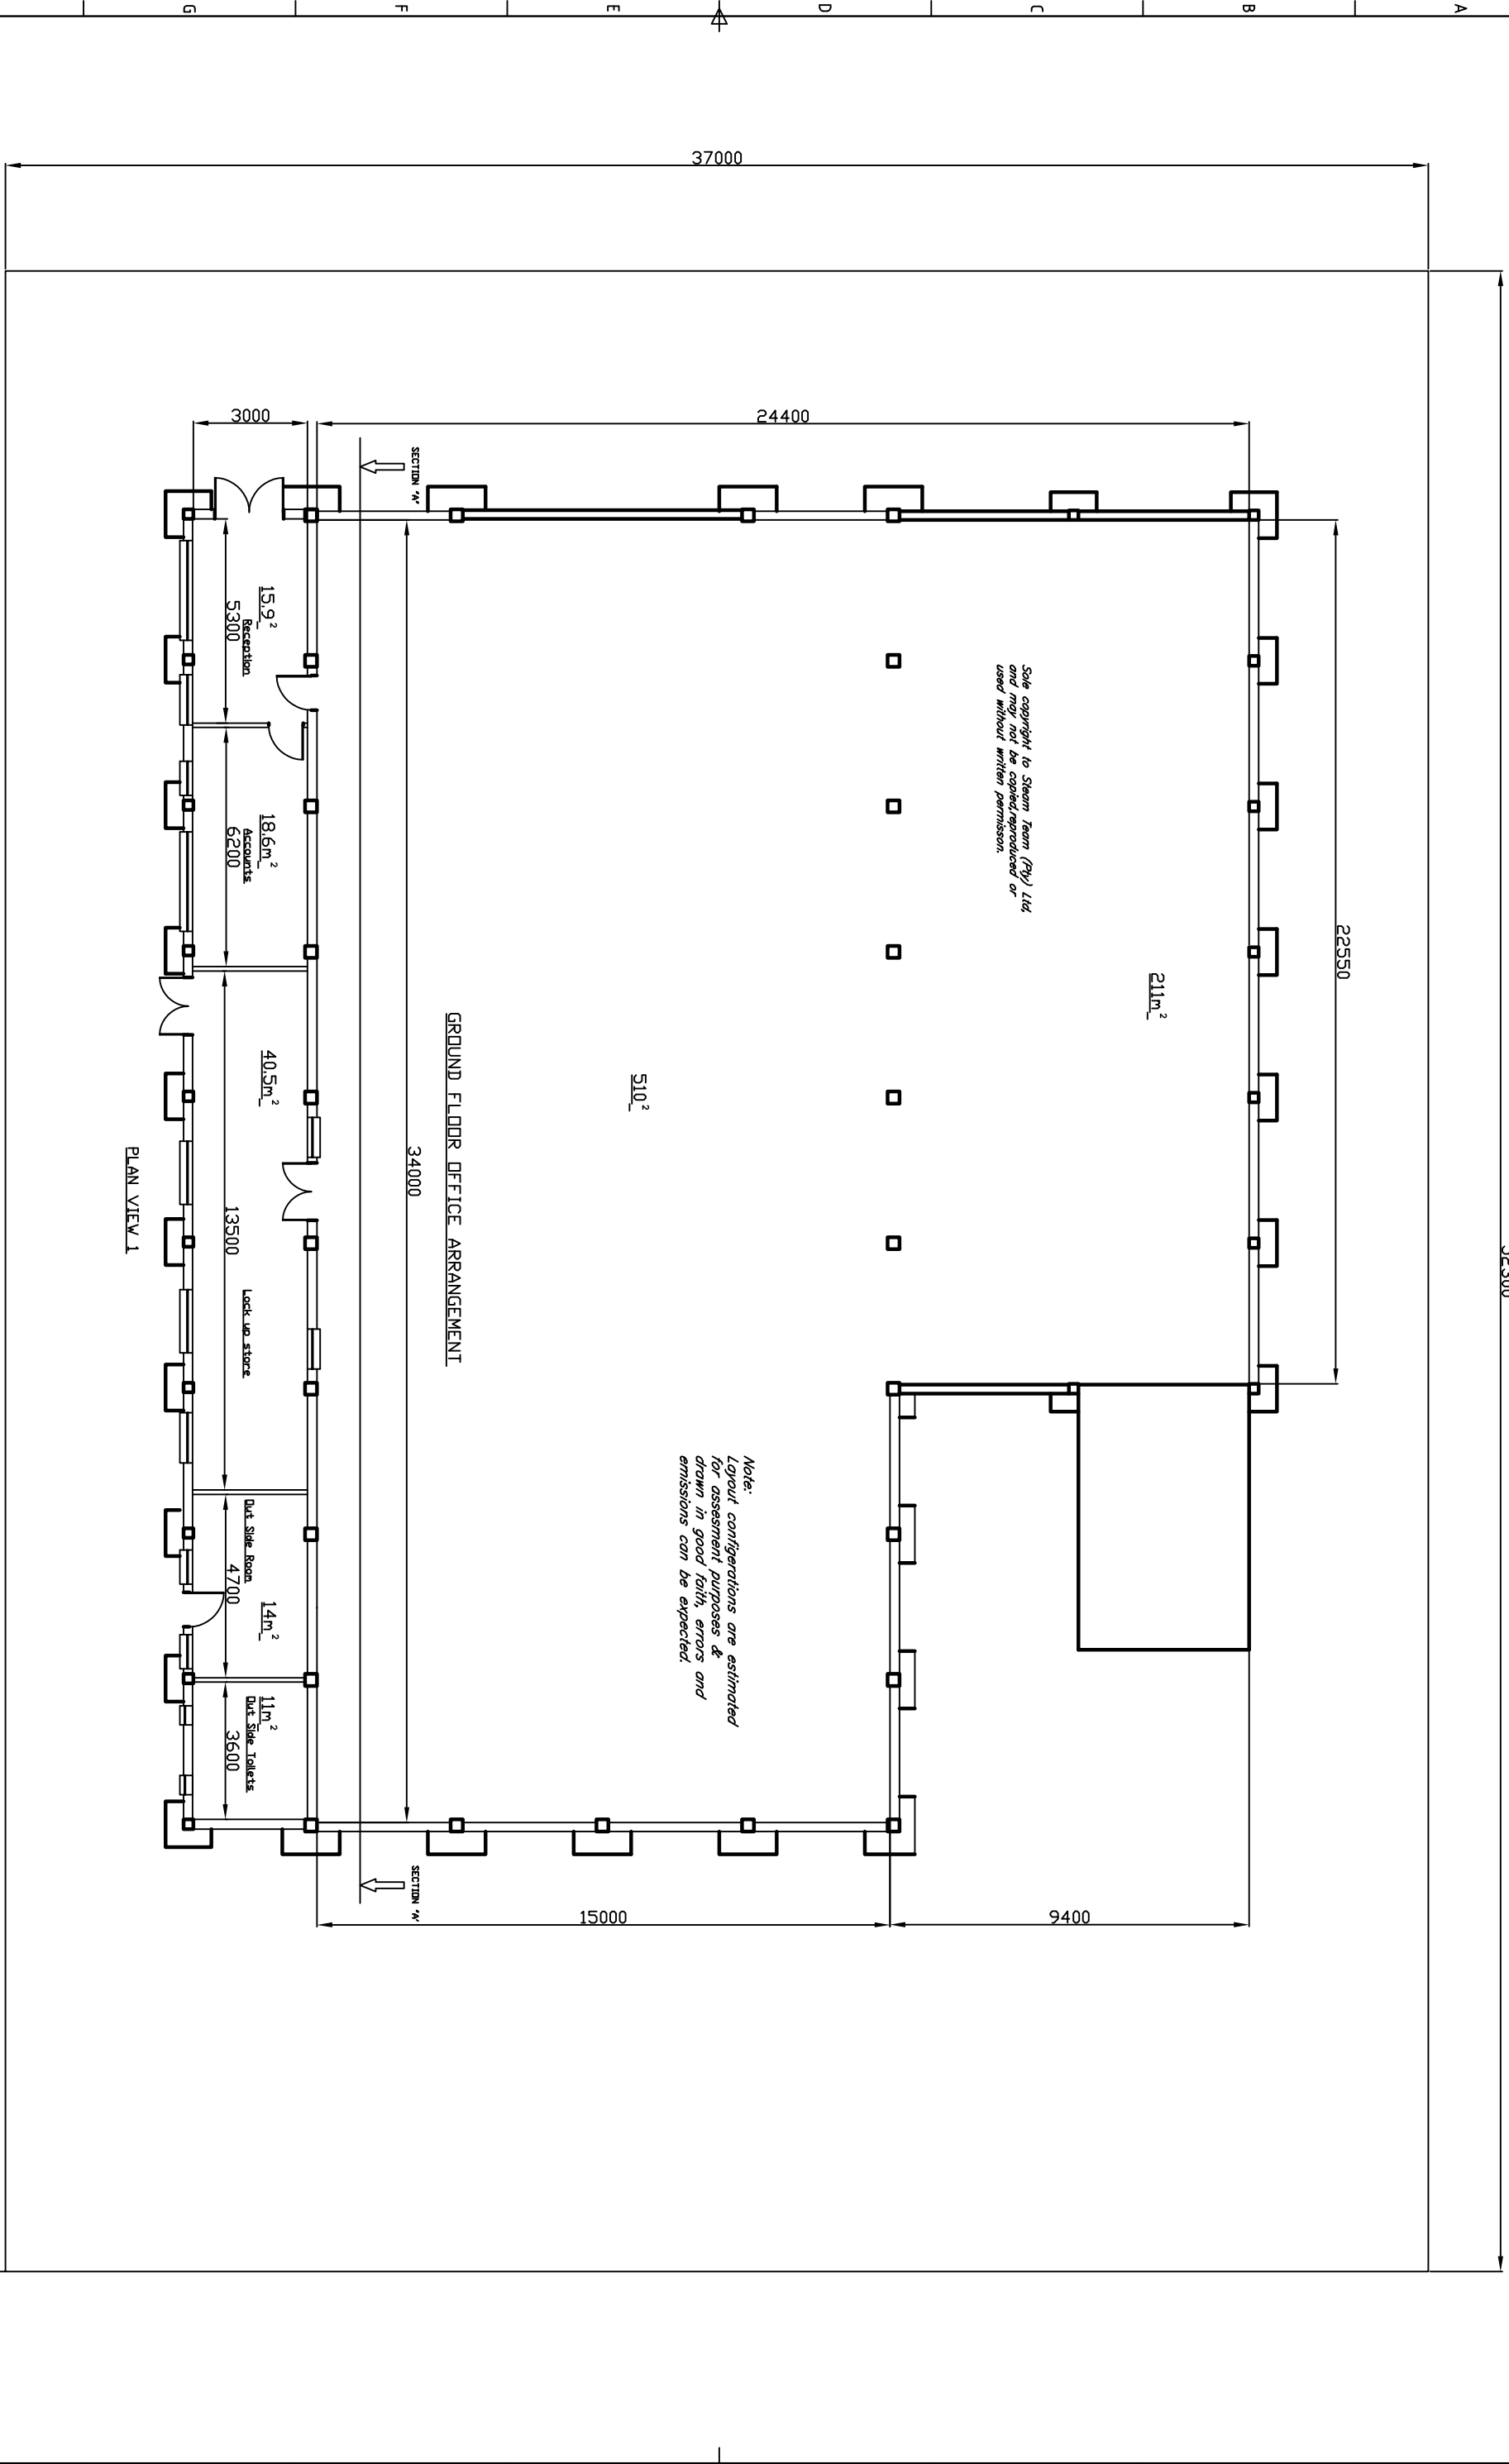 A
B
C
D
E
F
G
37000
22550
211m²
Sole copyright to Steam Team (Pty) Ltd,
and may not be copied,reproduced or
used without written permisson.
9400
24400
15000
510²
Note:
Layout configerations are estimated
for assesment purposes &
drawn in good faith, errors and
emissions can be expected.
GROUND FLOOR OFFICE ARRANGEMENT
SECTION "A"
SECTION "A"
34000
3000
15.9²
Reception
5300
18.6m²
Accounts
6200
40.5m²
Lock up store
13500
14m²
Out Side Room
4700
11m²
Out Side Toilets
3600
PLAN VIEW 1